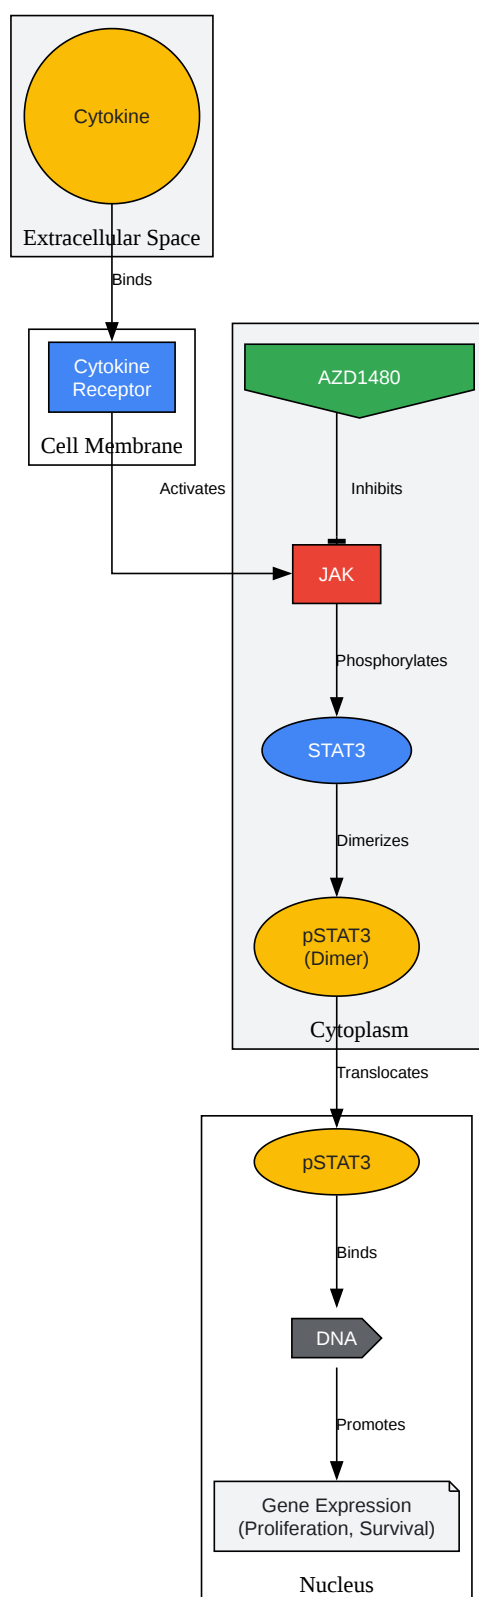 Cytokine
Extracellular Space
Binds
Cytokine
Receptor
Cell Membrane
Activates
AZD1480
Inhibits
JAK
Phosphorylates
STAT3
Dimerizes
pSTAT3
(Dimer)
Cytoplasm
Translocates
pSTAT3
Binds
DNA
Promotes
Gene Expression
(Proliferation, Survival)
Nucleus